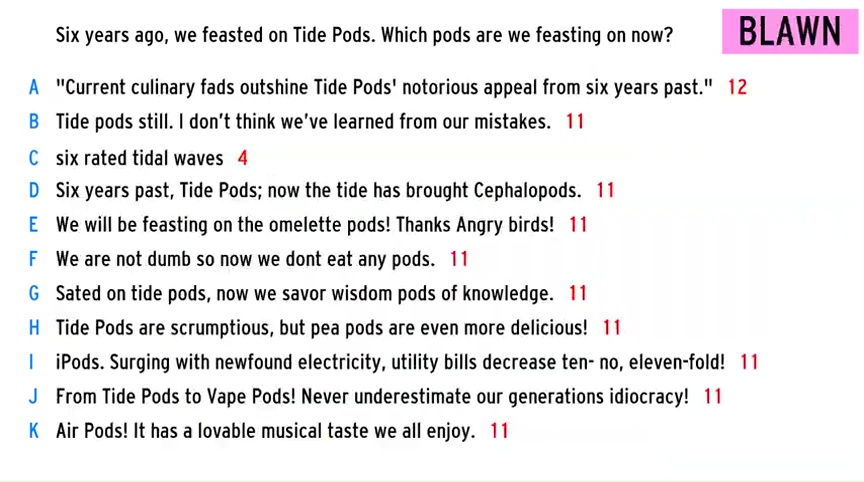 Six years ago, we feasted on Tide Pods. Which pods are we feasting on now?
BLAWN
A "Current culinary fads outshine Tide Pods' notorious appeal from six years past." 12
B Tide pods still. I don't think we've learned from our mistakes. 11
C six rated tidal waves 4
D Six years past, Tide Pods; now the tide has brought Cephalopods. 11
E We will be feasting on the omelette pods! Thanks Angry birds! 11
F We are not dumb so now we dont eat any pods. 11
G Sated on tide pods, now we savor wisdom pods of knowledge. 11
H Tide Pods are scrumptious, but pea pods are even more delicious! 11
I iPods. Surging with newfound electricity, utility bills decrease ten- no, eleven-fold! 11
J From Tide Pods to Vape Pods! Never underestimate our generations idiocracy! 11
K Air Pods! It has a lovable musical taste we all enjoy. 11